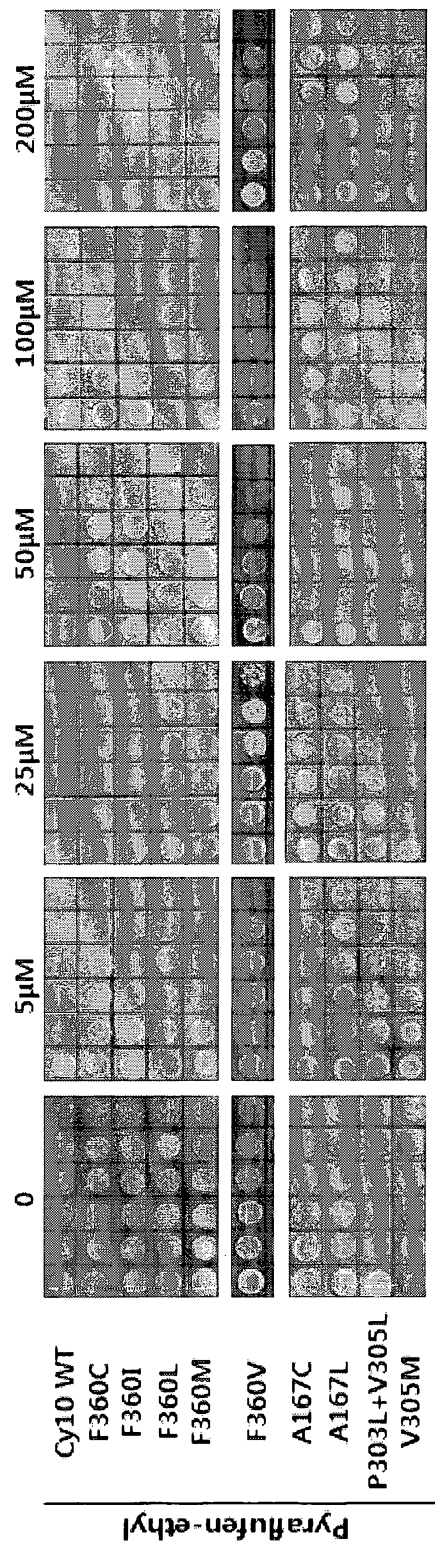 0
5µM
25µM
50µM
100µM
200µM
Pyraflufen-ethyl
Cy10 WT
F360C
F360I
F360L
F360M
F360V
A167C
A167L
P303L+V305L
V305M